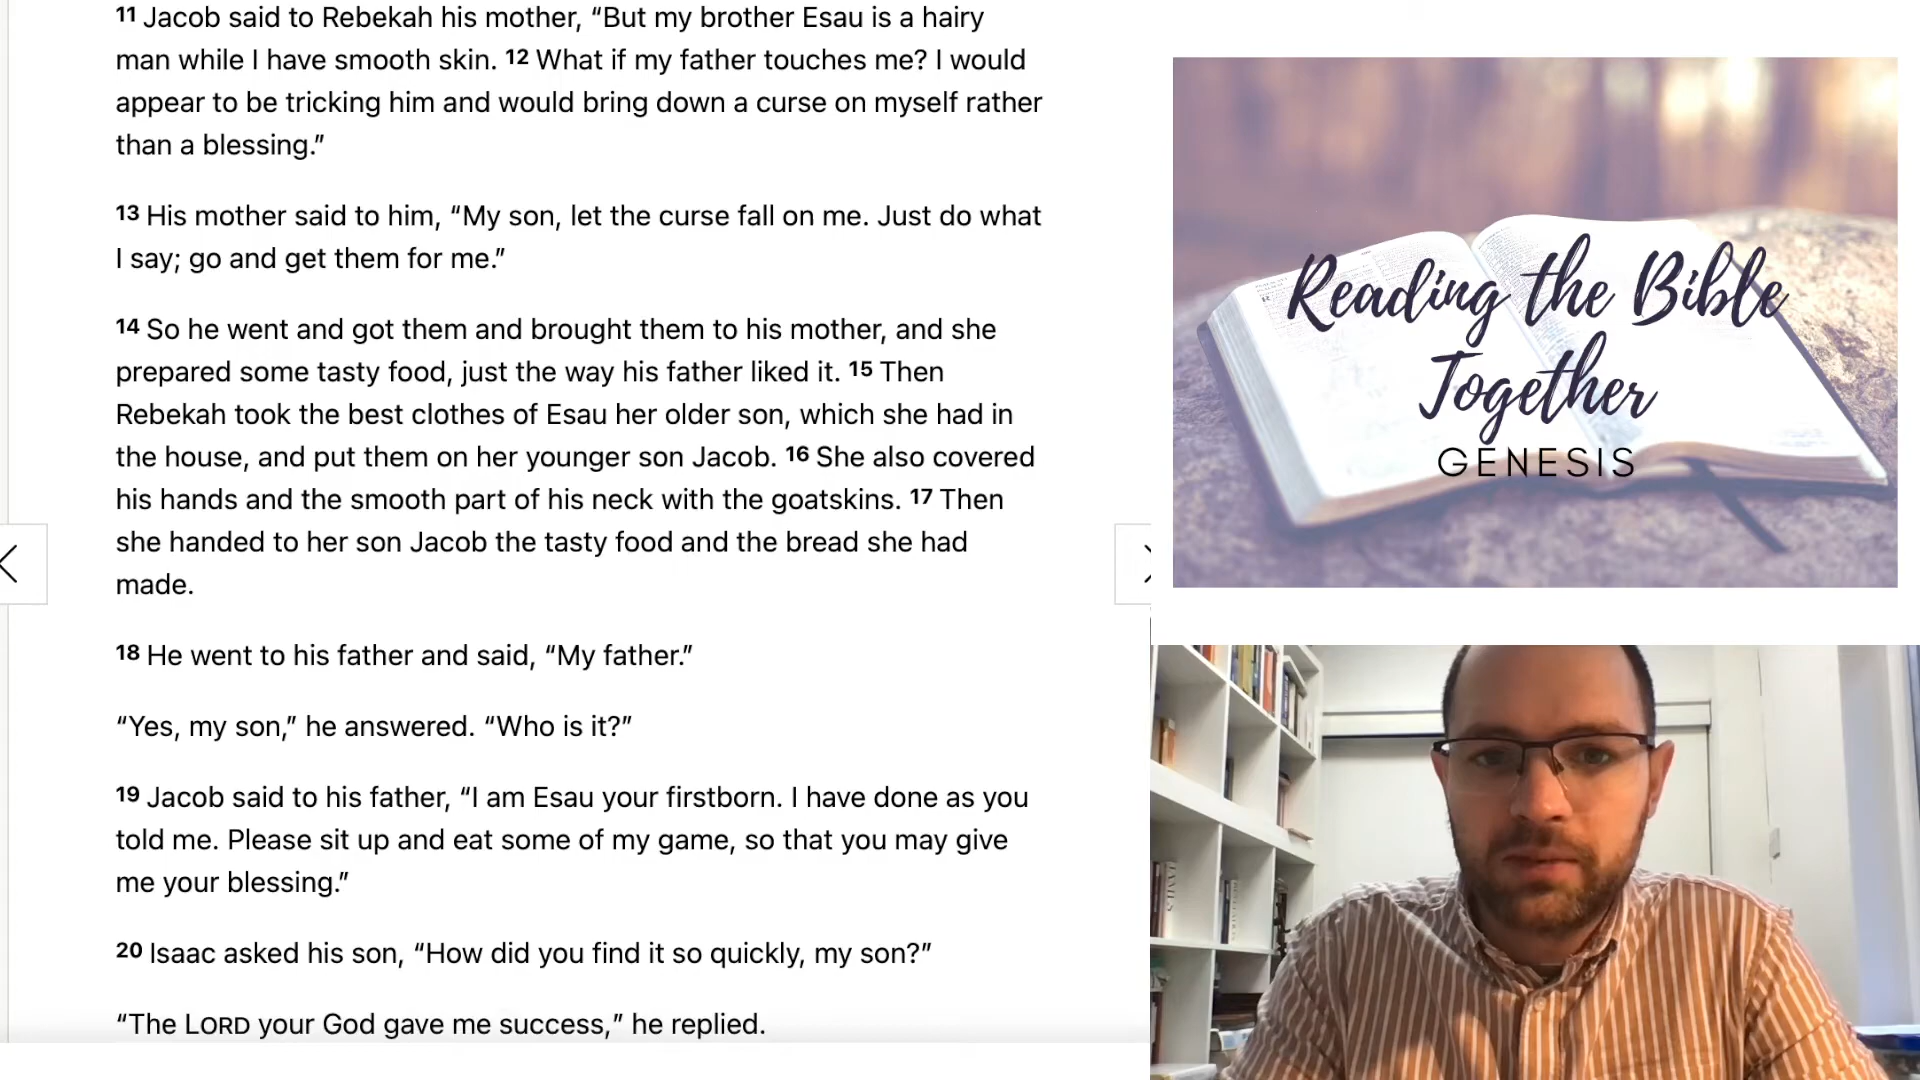 11 Jacob said to Rebekah his mother, “But my brother Esau is a hairy
man while I have smooth skin. 12 What if my father touches me? I would
appear to be tricking him and would bring down a curse on myself rather
than a blessing.”
13 His mother said to him, “My son, let the curse fall on me. Just do what
I say; go and get them for me.”
14 So he went and got them and brought them to his mother, and she
prepared some tasty food, just the way his father liked it. 15 Then
Rebekah took the best clothes of Esau her older son, which she had in
the house, and put them on her younger son Jacob. 16 She also covered
his hands and the smooth part of his neck with the goatskins. 17 Then
she handed to her son Jacob the tasty food and the bread she had
made.
18 He went to his father and said, “My father.”
“Yes, my son,” he answered. “Who is it?”
19 Jacob said to his father, “I am Esau your firstborn. I have done as you
told me. Please sit up and eat some of my game, so that you may give
me your blessing.”
20 Isaac asked his son, “How did you find it so quickly, my son?”
“The LORD your God gave me success,” he replied.
Reading the Bible
Together
GENESIS